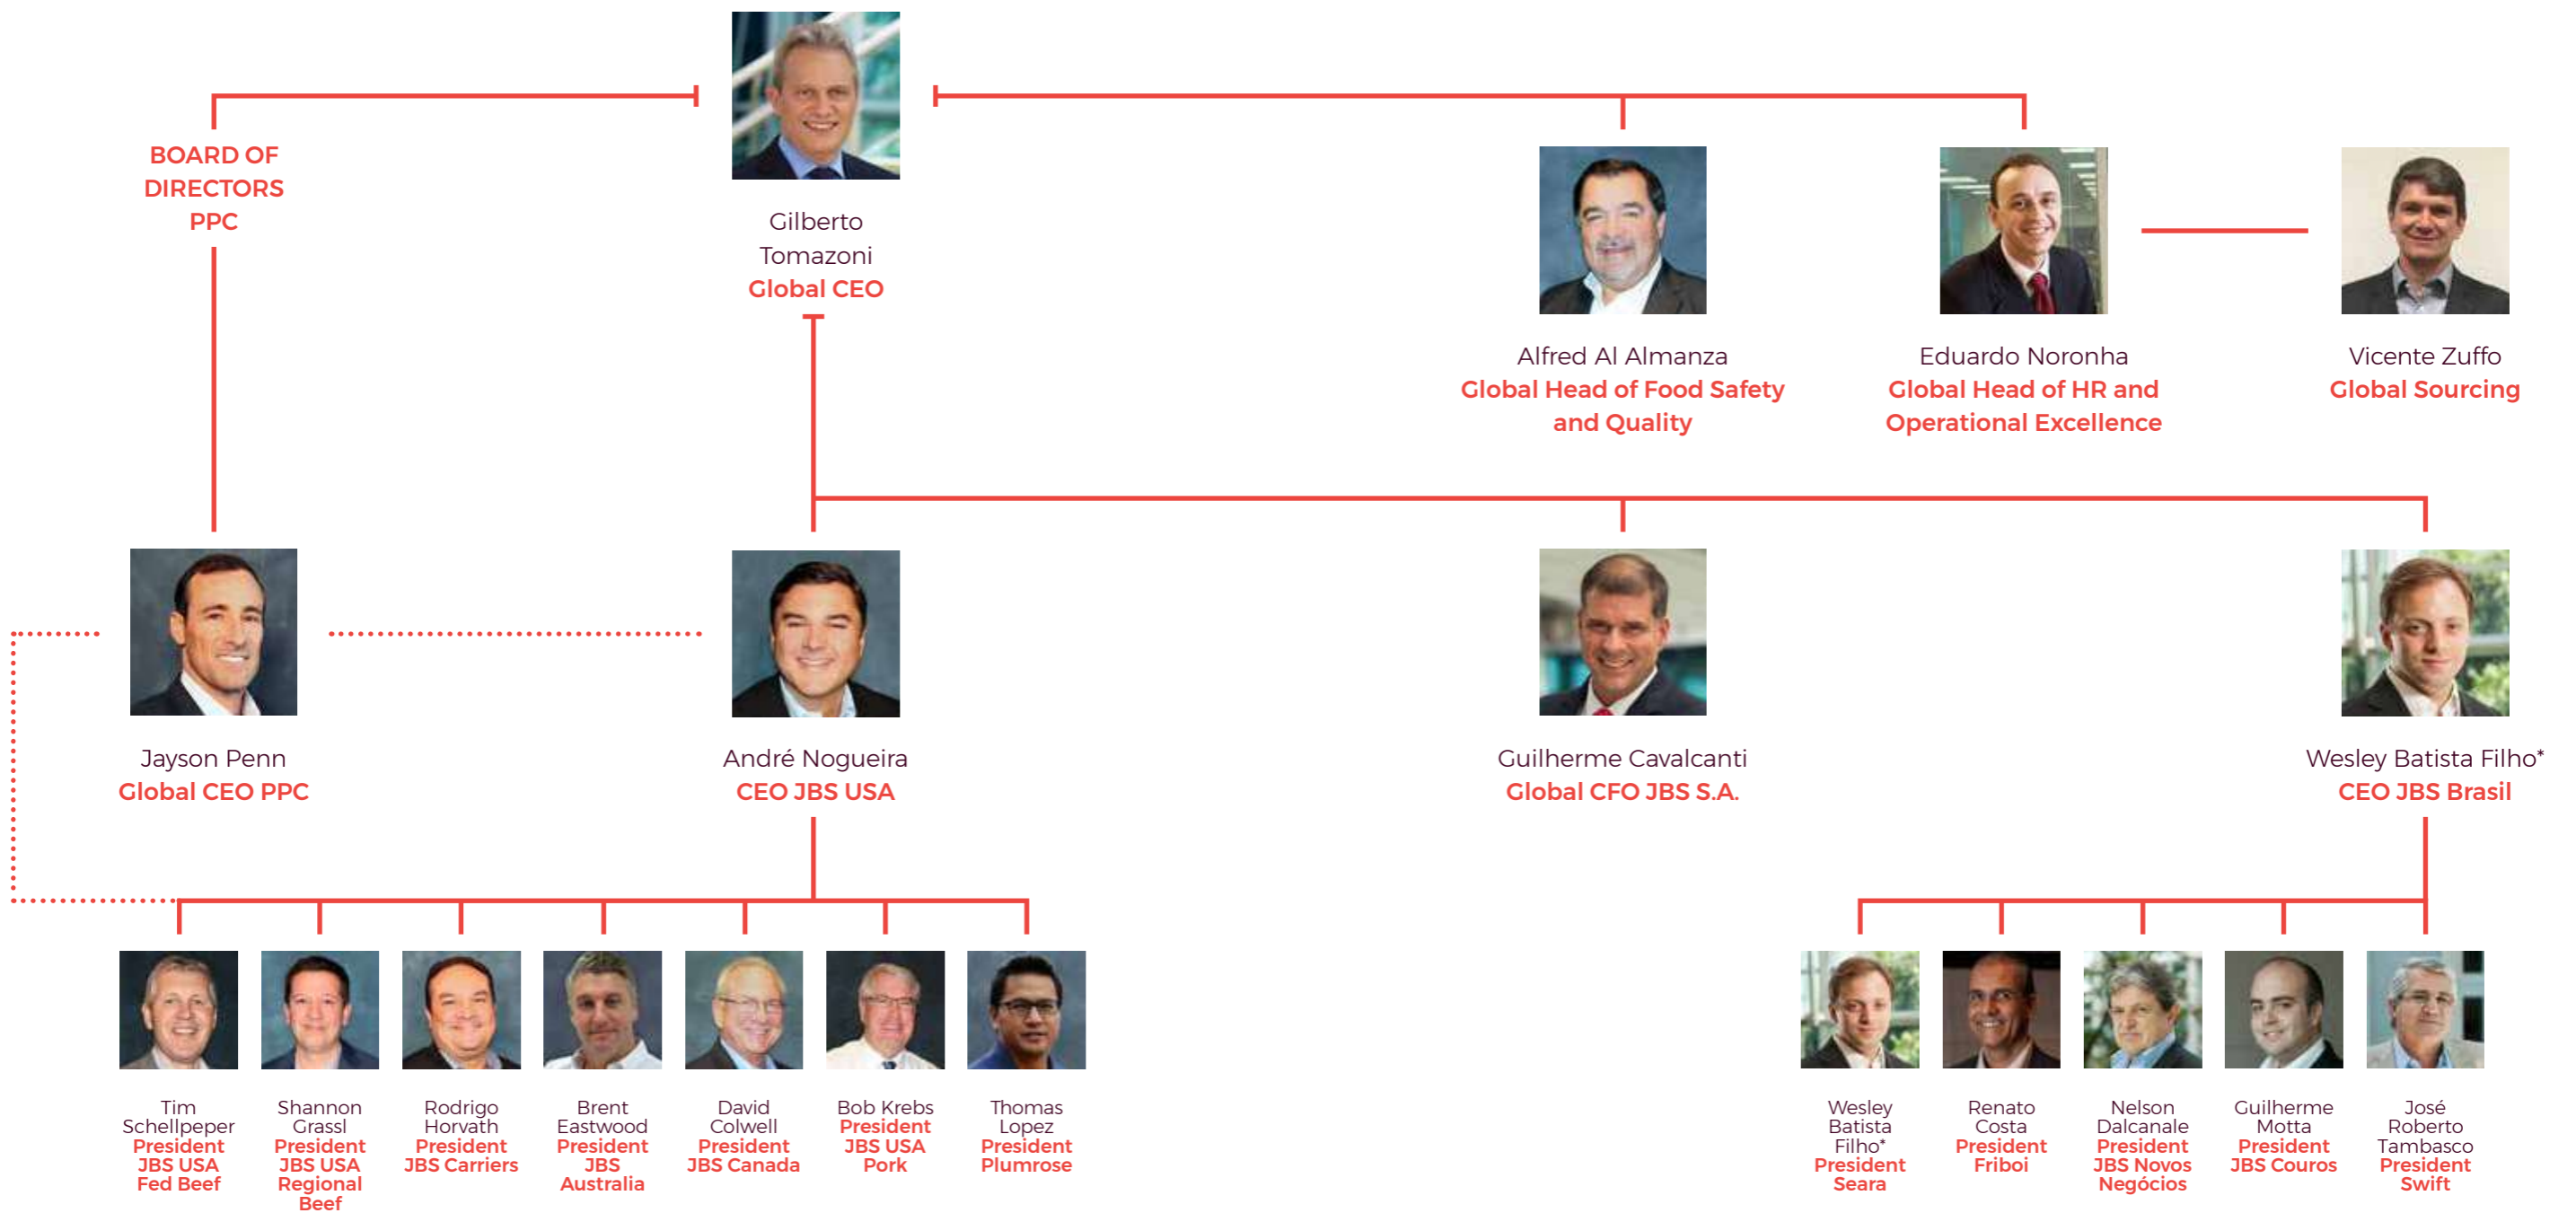 BOARD OF
DIRECTORS
PPC
Gilberto
Tomazoni
Global CEO
Alfred Al Almanza
Global Head of Food Safety
and Quality
Eduardo Noronha
Global Head of HR and
Operational Excellence
Vicente Zuffo
Global Sourcing
Jayson Penn
Global CEO PPC
André Nogueira
CEO JBS USA
Guilherme Cavalcanti
Global CFO JBS S.A.
Wesley Batista Filho*
CEO JBS Brasil
Tim
Schellpeper
President
JBS USA
Fed Beef
Shannon
Grassl
President
JBS USA
Regional
Beef
Rodrigo
Horvath
President
JBS Carriers
Brent
Eastwood
President
JBS
Australia
David
Colwell
President
JBS Canada
Bob Krebs
President
JBS USA
Pork
Thomas
Lopez
President
Plumrose
Wesley
Batista
Filho*
President
Seara
Renato
Costa
President
Friboi
Nelson
Dalcanale
President
JBS Novos
Negócios
Guilherme
Motta
President
JBS Couros
José
Roberto
Tambasco
President
Swift